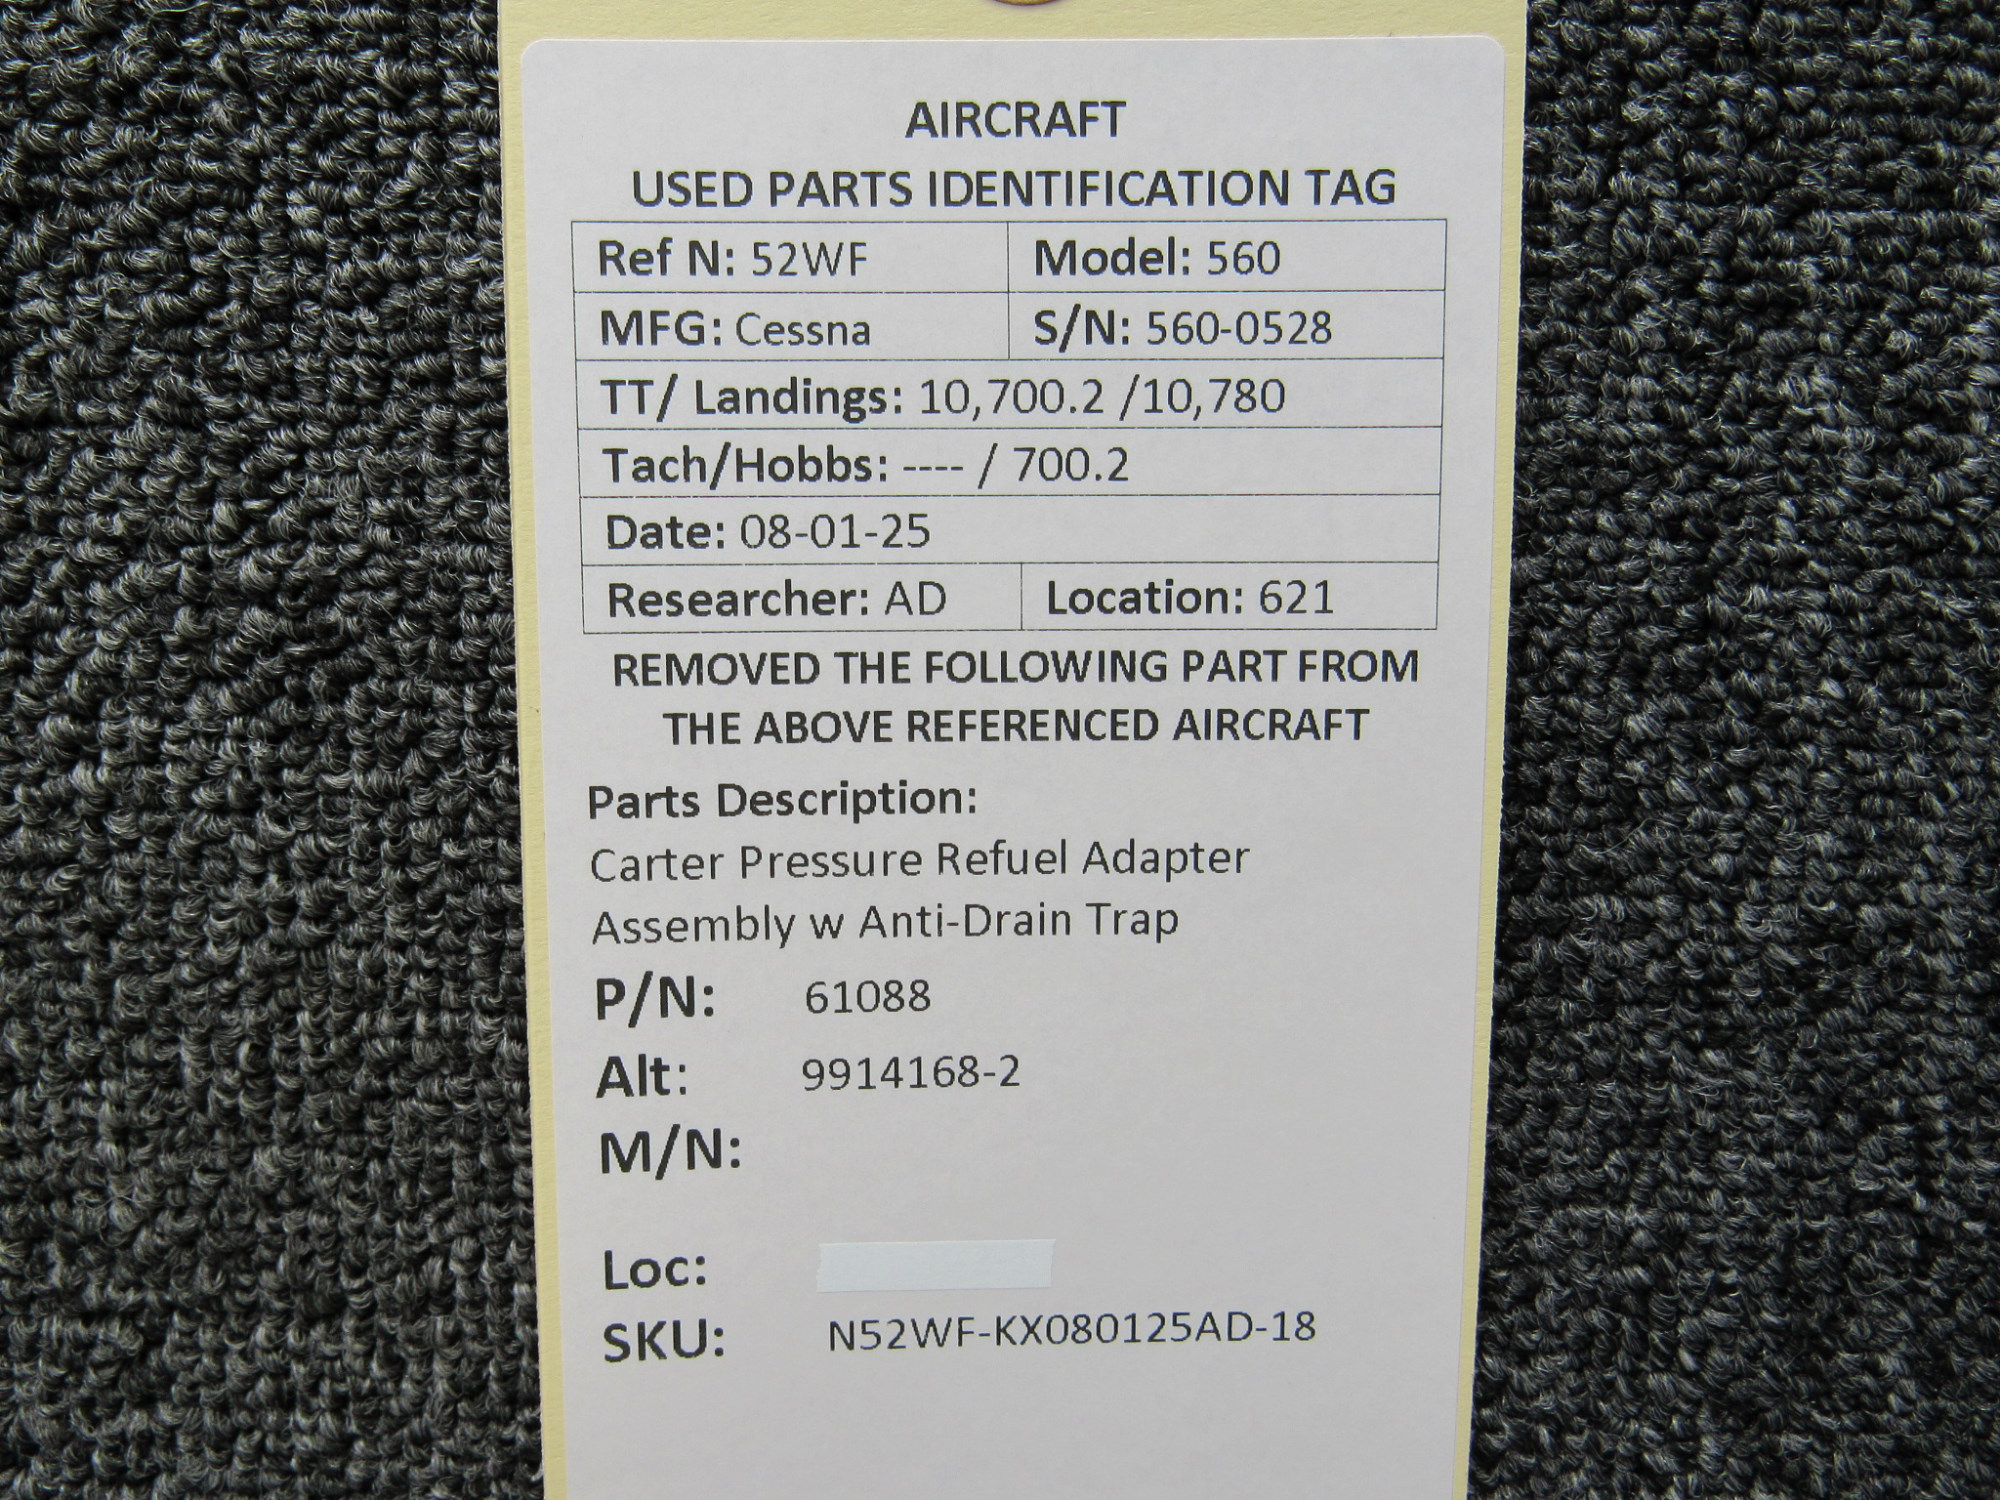 AIRCRAFT
USED PARTS IDENTIFICATION TAG
Ref N: 52WF Model: 560
MFG: Cessna S/N: 560-0528
TT/ Landings: 10,700.2 /10,780
Tach/Hobbs: ---- / 700.2
Date: 08-01-25
Researcher: AD Location: 621
REMOVED THE FOLLOWING PART FROM
THE ABOVE REFERENCED AIRCRAFT
Parts Description:
Carter Pressure Refuel Adapter
Assembly w Anti-Drain Trap
P/N: 61088
Alt: 9914168-2
M/N:
Loc:
SKU: N52WF-KX080125AD-18